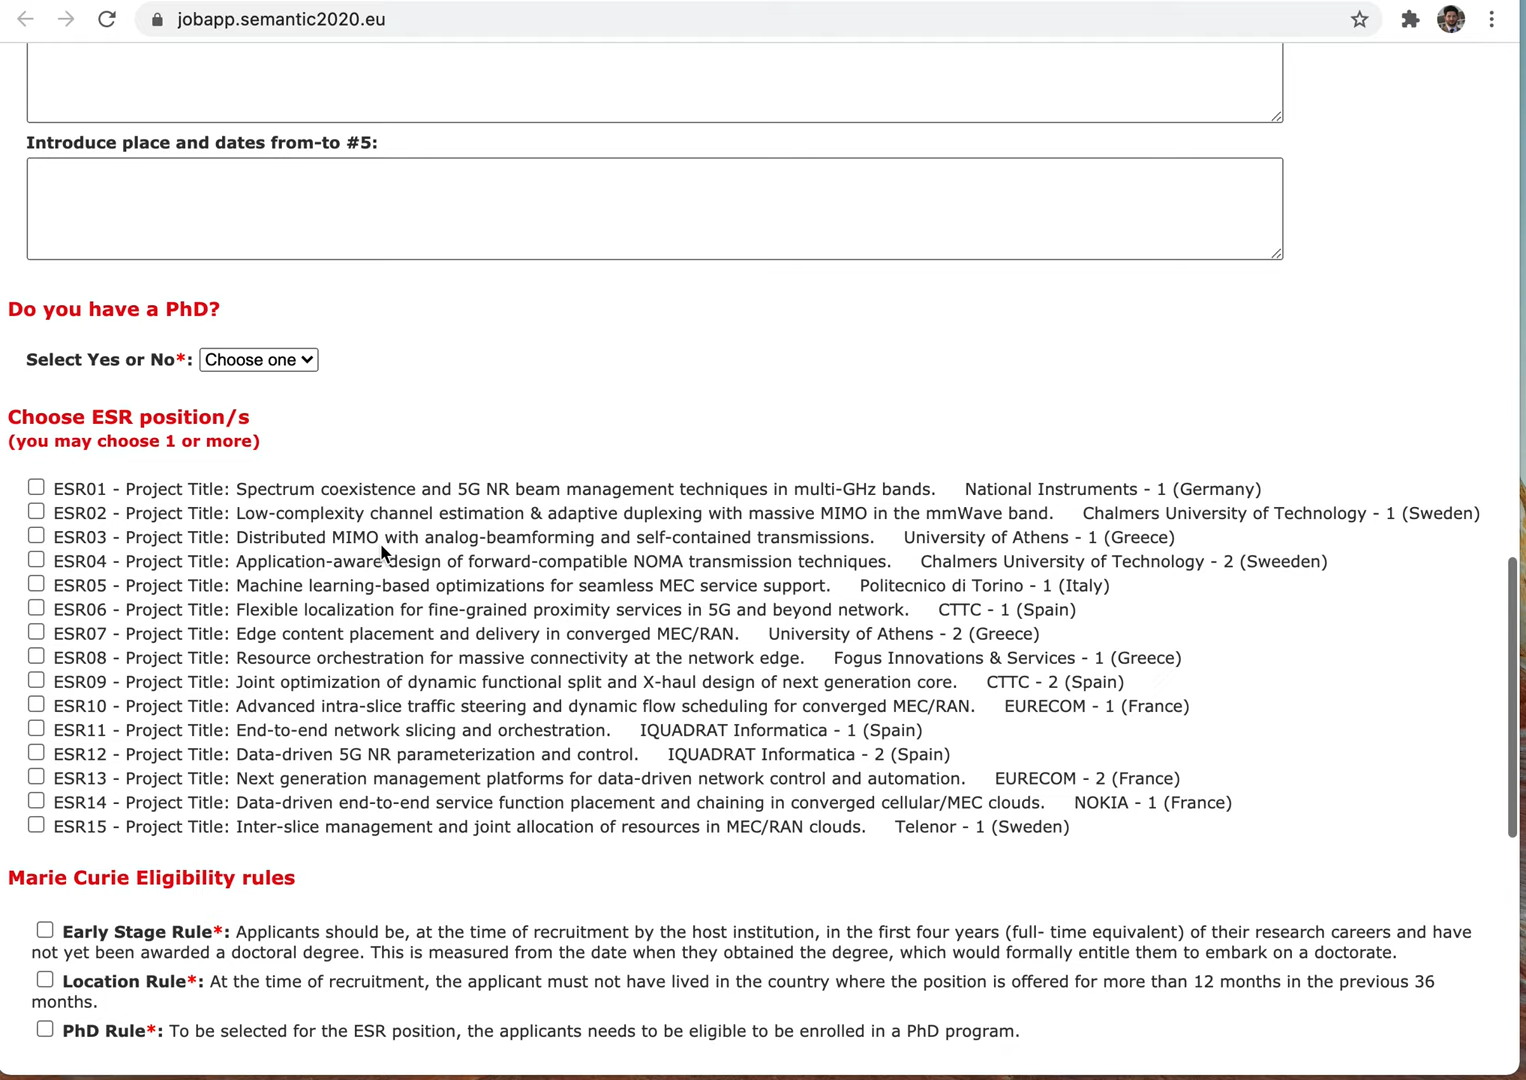 jobapp.semantic2020.eu
Introduce place and dates from-to #5:
Do you have a PhD?
Select Yes or No*: Choose one
Choose ESR position/s
(you may choose 1 or more)
ESR01 - Project Title: Spectrum coexistence and 5G NR beam management techniques in multi-GHz bands. National Instruments - 1 (Germany)
ESR02 - Project Title: Low-complexity channel estimation & adaptive duplexing with massive MIMO in the mmWave band. Chalmers University of Technology - 1 (Sweden)
ESR03 - Project Title: Distributed MIMO with analog-beamforming and self-contained transmissions. University of Athens - 1 (Greece)
ESR04 - Project Title: Application-aware design of forward-compatible NOMA transmission techniques. Chalmers University of Technology - 2 (Sweeden)
ESR05 - Project Title: Machine learning-based optimizations for seamless MEC service support. Politecnico di Torino - 1 (Italy)
ESR06 - Project Title: Flexible localization for fine-grained proximity services in 5G and beyond network. CTTC - 1 (Spain)
ESR07 - Project Title: Edge content placement and delivery in converged MEC/RAN. University of Athens - 2 (Greece)
ESR08 - Project Title: Resource orchestration for massive connectivity at the network edge. Fogus Innovations & Services - 1 (Greece)
ESR09 - Project Title: Joint optimization of dynamic functional split and X-haul design of next generation core. CTTC - 2 (Spain)
ESR10 - Project Title: Advanced intra-slice traffic steering and dynamic flow scheduling for converged MEC/RAN. EURECOM - 1 (France)
ESR11 - Project Title: End-to-end network slicing and orchestration. IQUADRAT Informatica - 1 (Spain)
ESR12 - Project Title: Data-driven 5G NR parameterization and control. IQUADRAT Informatica - 2 (Spain)
ESR13 - Project Title: Next generation management platforms for data-driven network control and automation. EURECOM - 2 (France)
ESR14 - Project Title: Data-driven end-to-end service function placement and chaining in converged cellular/MEC clouds. NOKIA - 1 (France)
ESR15 - Project Title: Inter-slice management and joint allocation of resources in MEC/RAN clouds. Telenor - 1 (Sweden)
Marie Curie Eligibility rules
Early Stage Rule*: Applicants should be, at the time of recruitment by the host institution, in the first four years (full- time equivalent) of their research careers and have
not yet been awarded a doctoral degree. This is measured from the date when they obtained the degree, which would formally entitle them to embark on a doctorate.
Location Rule*: At the time of recruitment, the applicant must not have lived in the country where the position is offered for more than 12 months in the previous 36
months.
PhD Rule*: To be selected for the ESR position, the applicants needs to be eligible to be enrolled in a PhD program.